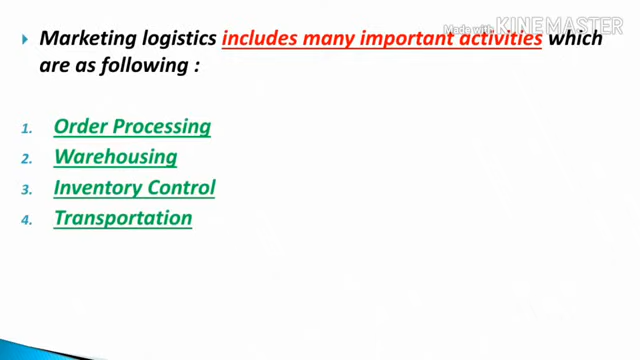 Made with KINEMASTER
Marketing logistics includes many important activities which
are as following :
1. Order Processing
2. Warehousing
3. Inventory Control
4. Transportation